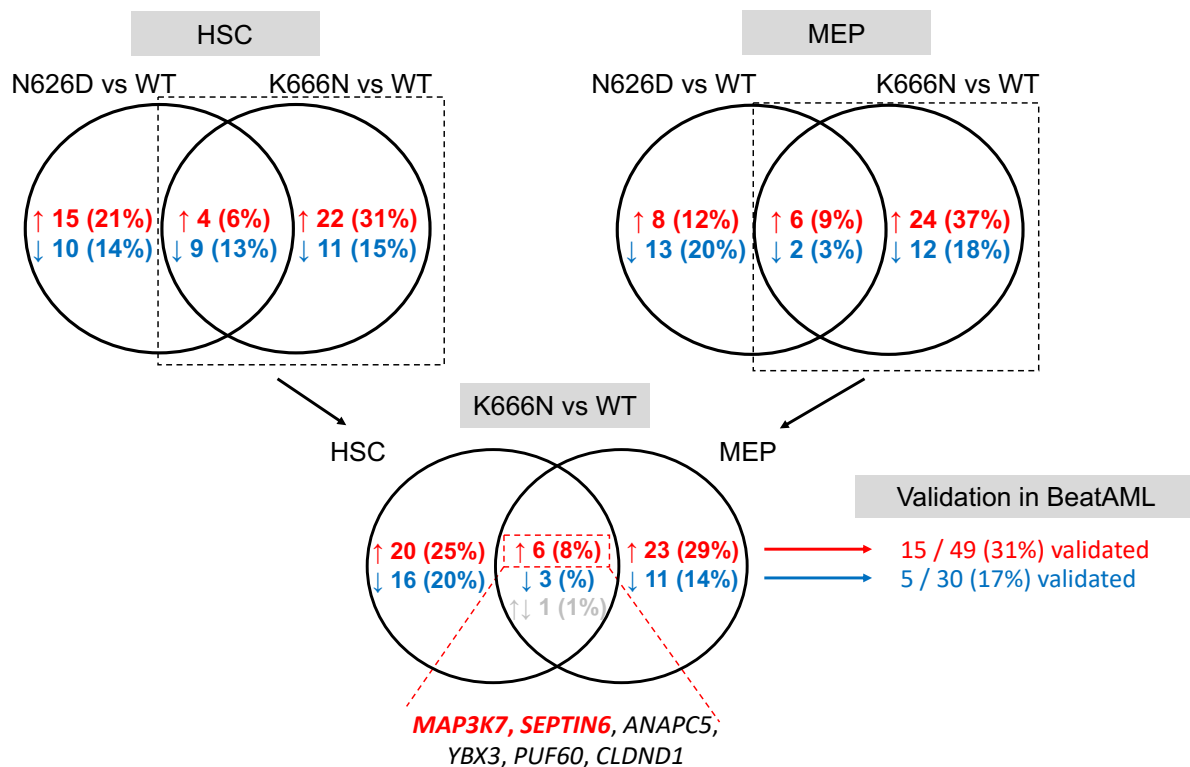 HSC
MEP
N626D vs WT
K666N vs WT
N626D vs WT
K666N vs WT
↑ 15 (21%)
↑ 4 (6%)
↑ 22 (31%)
↓ 10 (14%)
↓ 9 (13%)
↓ 11 (15%)
↑ 8 (12%)
↑ 6 (9%)
↑ 24 (37%)
↓ 13 (20%)
↓ 2 (3%)
↓ 12 (18%)
K666N vs WT
HSC
MEP
Validation in BeatAML
↑ 20 (25%)
↑ 6 (8%)
↑ 23 (29%)
15 / 49 (31%) validated
↓ 16 (20%)
↓ 3 (%)
↓ 11 (14%)
5 / 30 (17%) validated
↑↓ 1 (1%)
MAP3K7, SEPTIN6, ANAPC5,
YBX3, PUF60, CLDND1